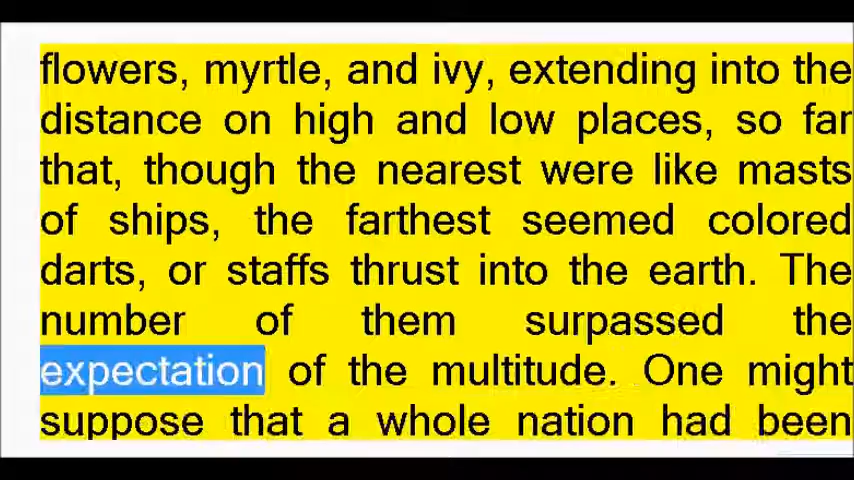 flowers, myrtle, and ivy, extending into the
distance on high and low places, so far
that, though the nearest were like masts
of ships, the farthest seemed colored
darts, or staffs thrust into the earth. The
number of them surpassed the
expectation of the multitude. One might
suppose that a whole nation had been